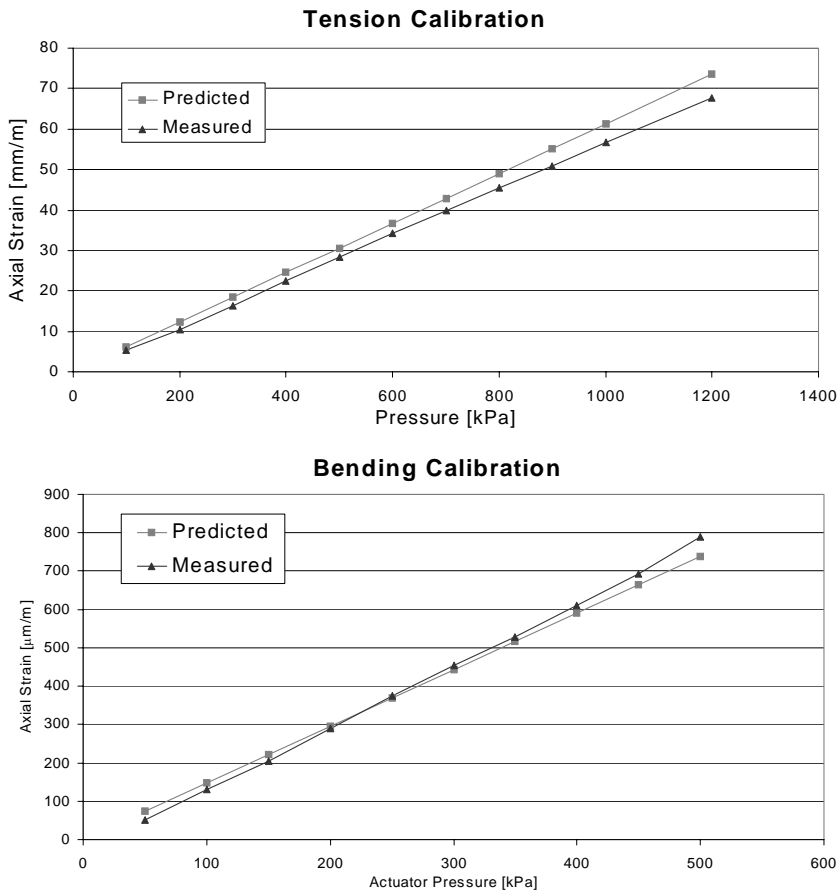 Tension Calibration
80
70
60
50
40
30
20
10
0
Axial Strain [mm/m]
Predicted
Measured
0 200 400 600 800 1000 1200 1400
Pressure [kPa]
Bending Calibration
900
800
700
600
500
400
300
200
100
0
Axial Strain [μm/m]
Predicted
Measured
0 100 200 300 400 500 600
Actuator Pressure [kPa]